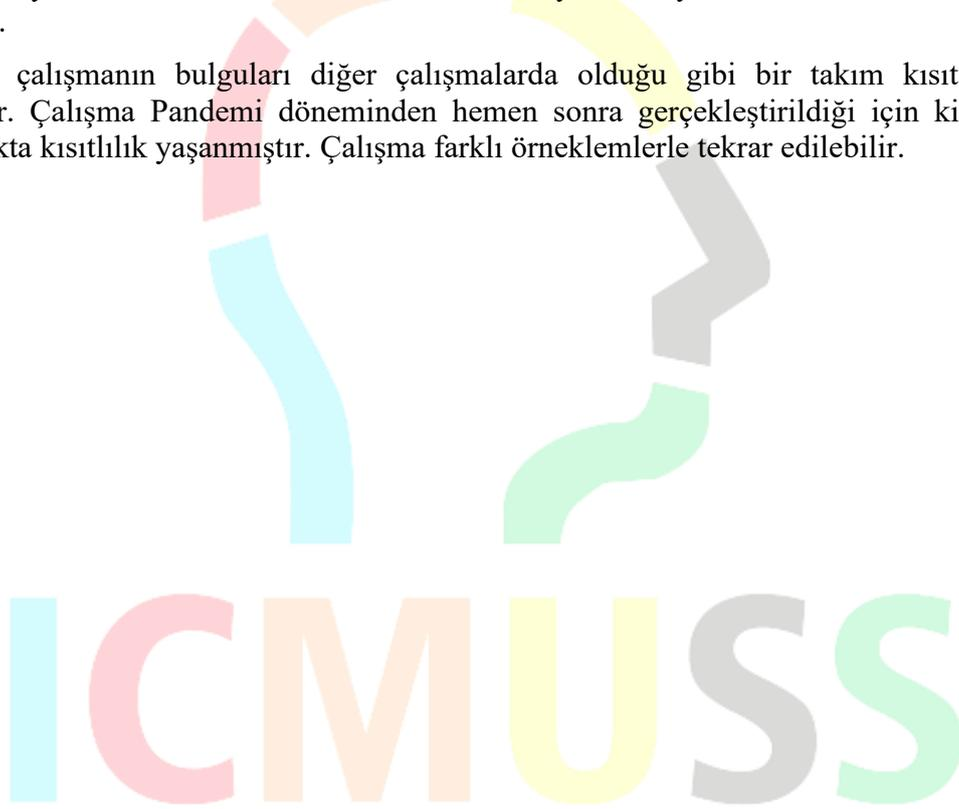 .
çalışmanın bulguları diğer çalışmalarda olduğu gibi bir takım kısıt
r. Çalışma Pandemi döneminden hemen sonra gerçekleştirildiği için ki
kta kısıtlılık yaşanmıştır. Çalışma farklı örneklemlerle tekrar edilebilir.
ICMUSS